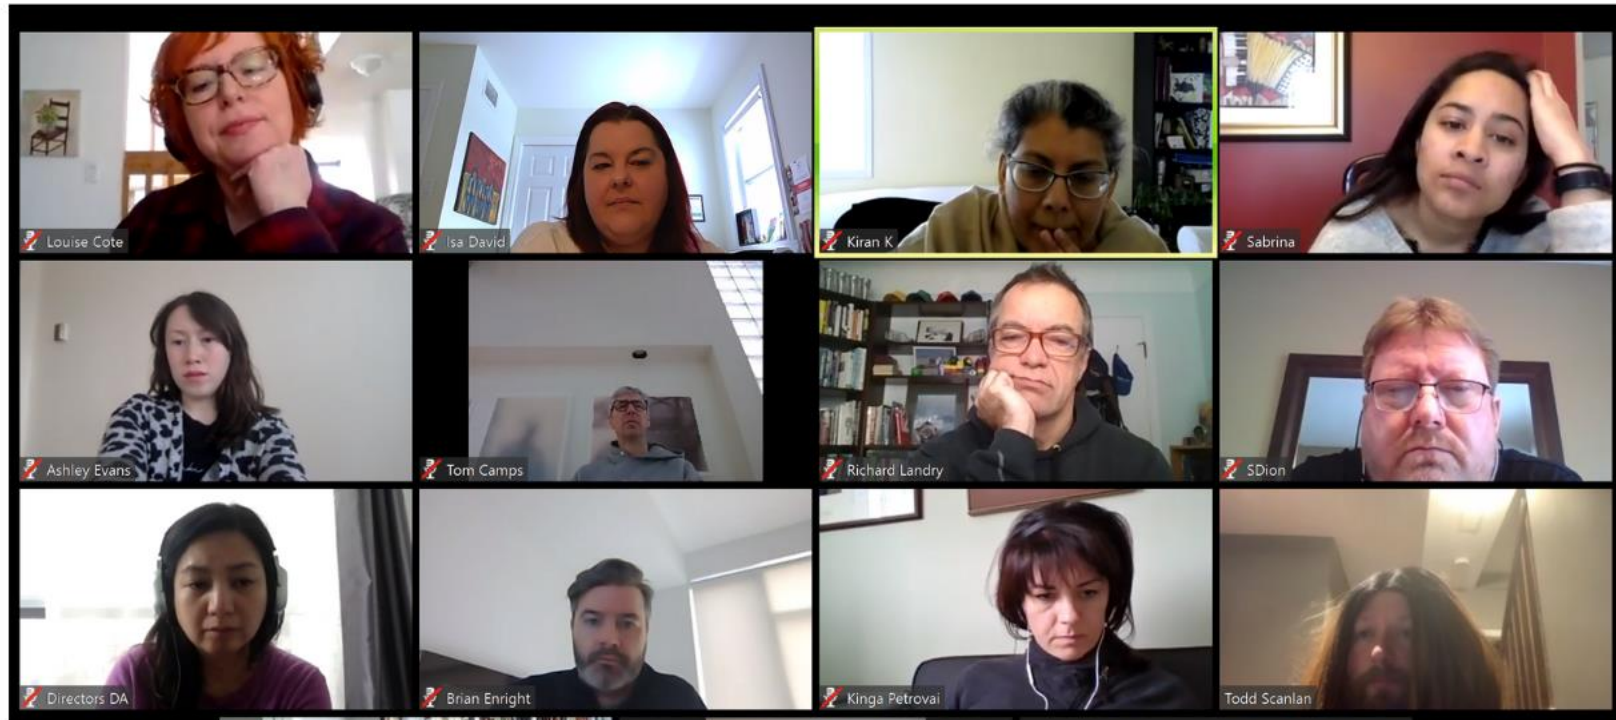 Louise Cote
Isa David
Kiran K
Sabrina
Ashley Evans
Tom Camps
Richard Landry
SDion
Directors DA
Brian Enright
Kinga Petrovai
Todd Scanlan